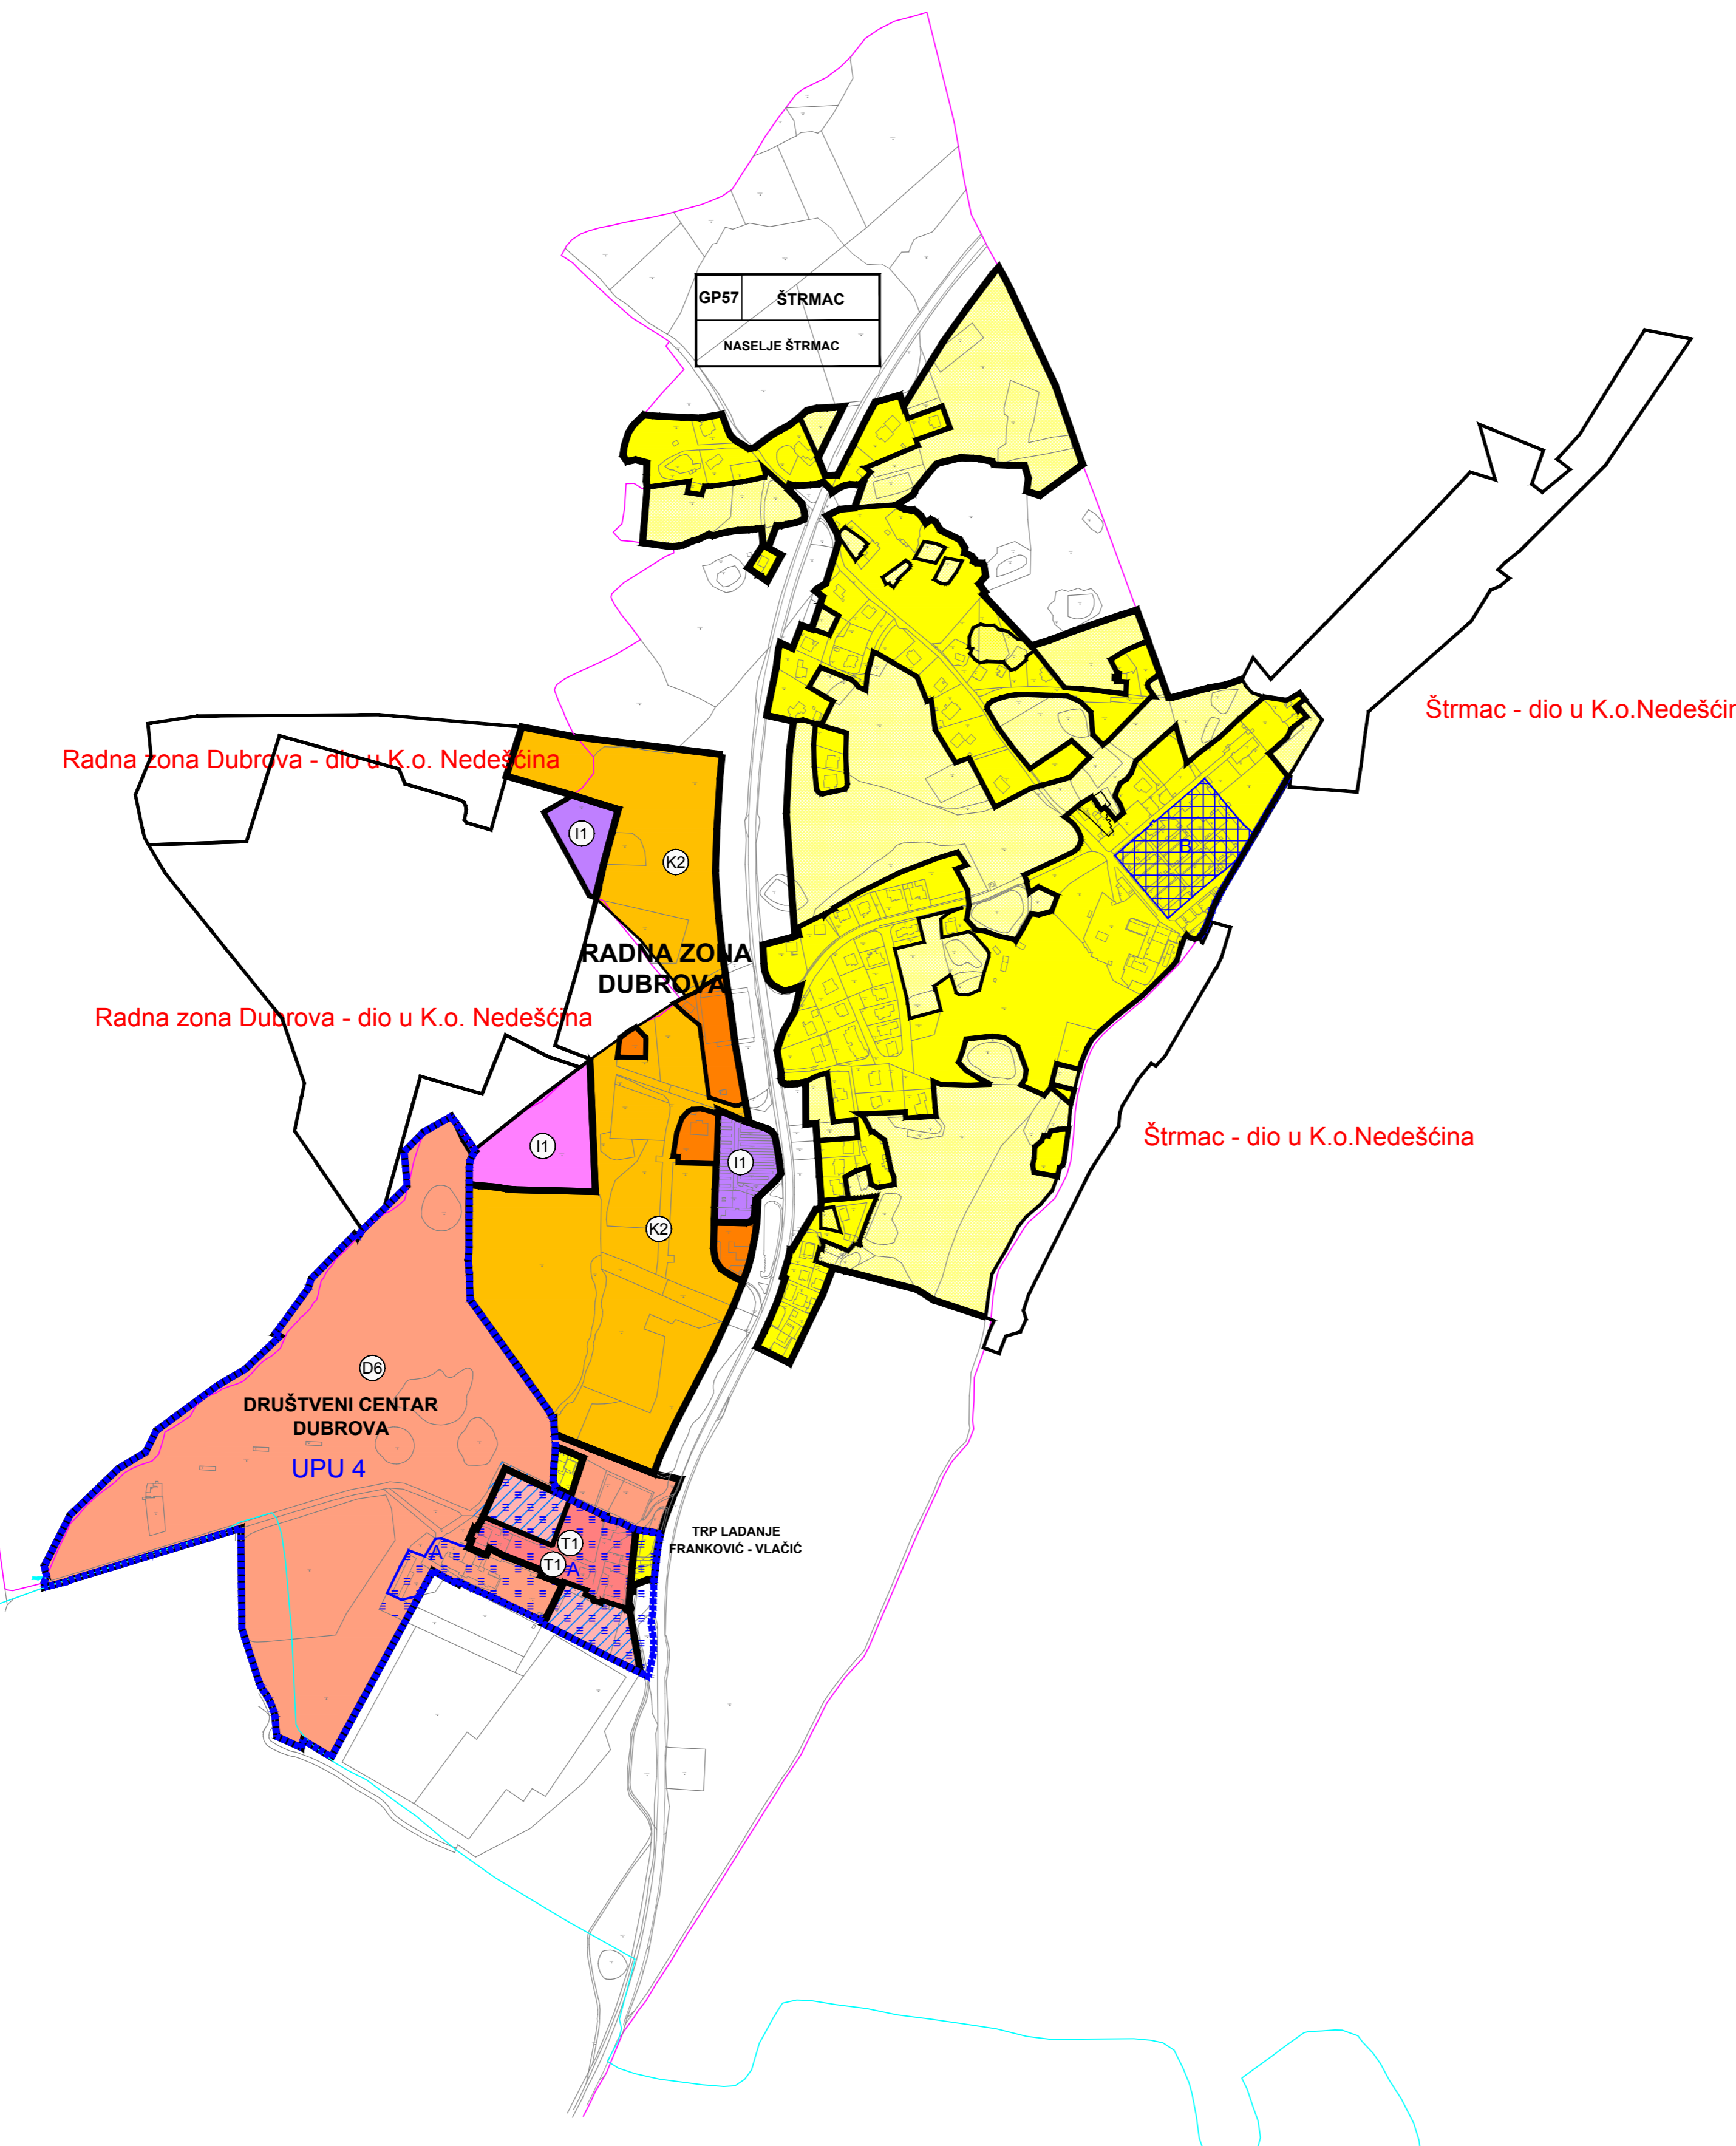 GP57 ŠTRMAC
NASELJE ŠTRMAC
Štrmac - dio u K.o.Nedešćin
Radna zona Dubrova - dio u K.o. Nedešćina
I1
K2
B
RADNA ZONA
DUBROVA
Radna zona Dubrova - dio u K.o. Nedešćina
I1
I1
Štrmac - dio u K.o.Nedešćina
K2
D6
DRUŠTVENI CENTAR
DUBROVA
UPU 4
TRP LADANJE
FRANKOVIĆ - VLAČIĆ
T1
A
T1
A